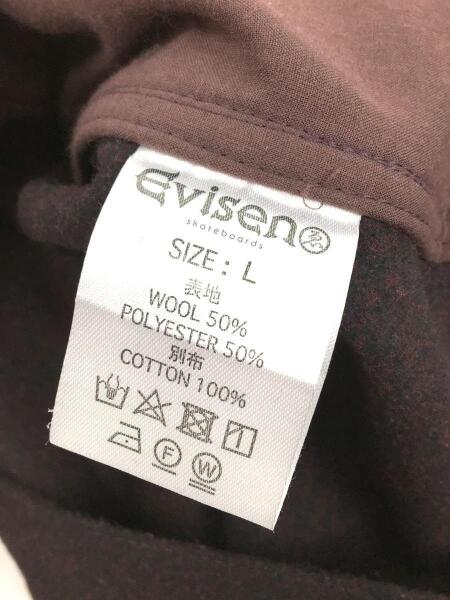 Evisen
skateboards
SIZE : L
表地
WOOL 50%
POLYESTER 50%
別布
COTTON 100%
F W